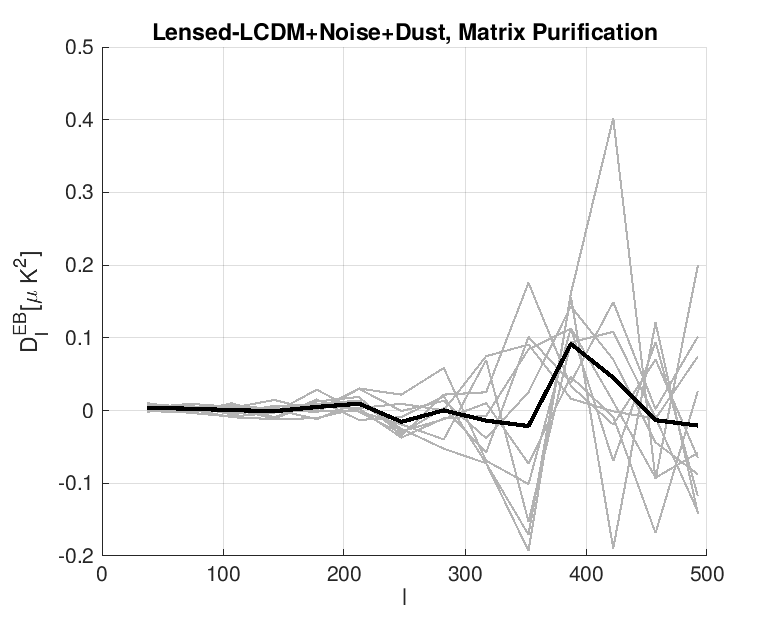 Lensed-LCDM+Noise+Dust, Matrix Purification
0.5
0.4
0.3
0.2
0.1
0
-0.1
-0.2
D_l^EB[μ K^2]
0 100 200 300 400 500
l